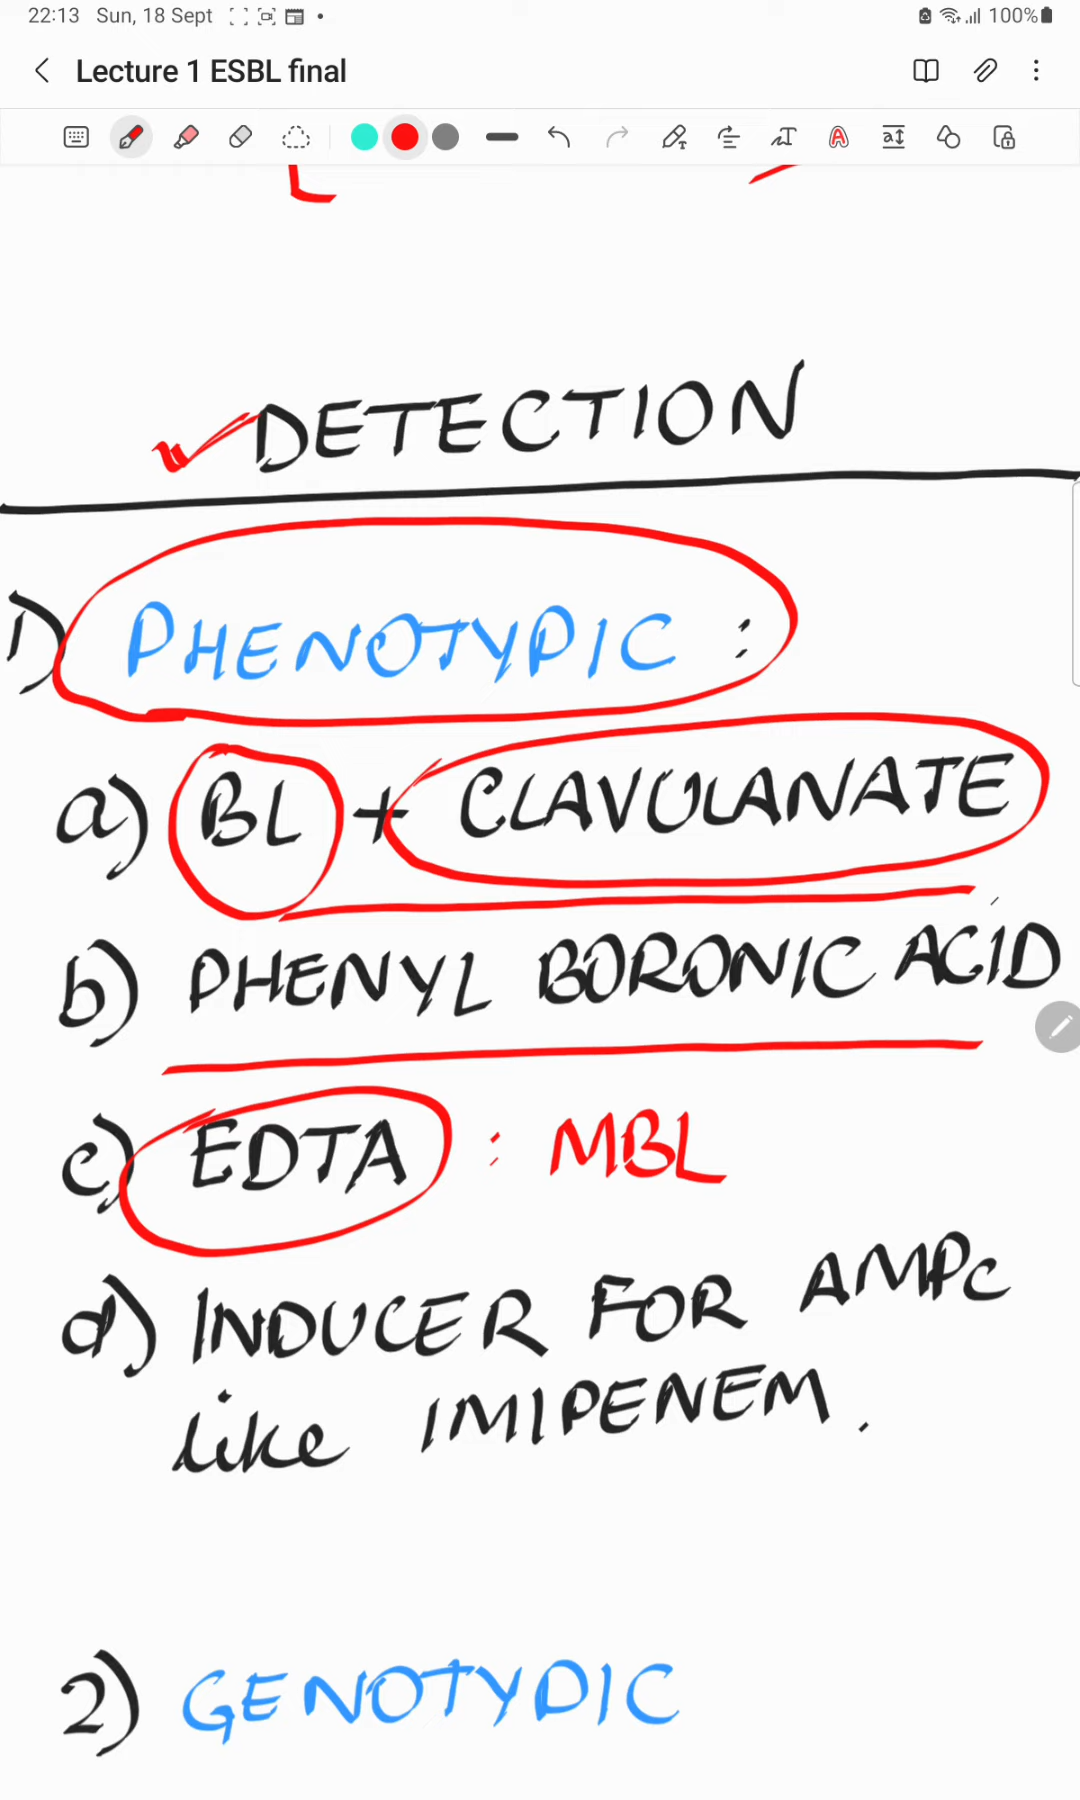 22:13 Sun, 18 Sept 100%
Lecture 1 ESBL final
DETECTION
1) PHENOTYPIC :
a) BL + CLAVULANATE
b) PHENYL BORONIC ACID
c) EDTA : MBL
d) INDUCER FOR AMPC
like IMIPENEM.
2) GENOTYPIC